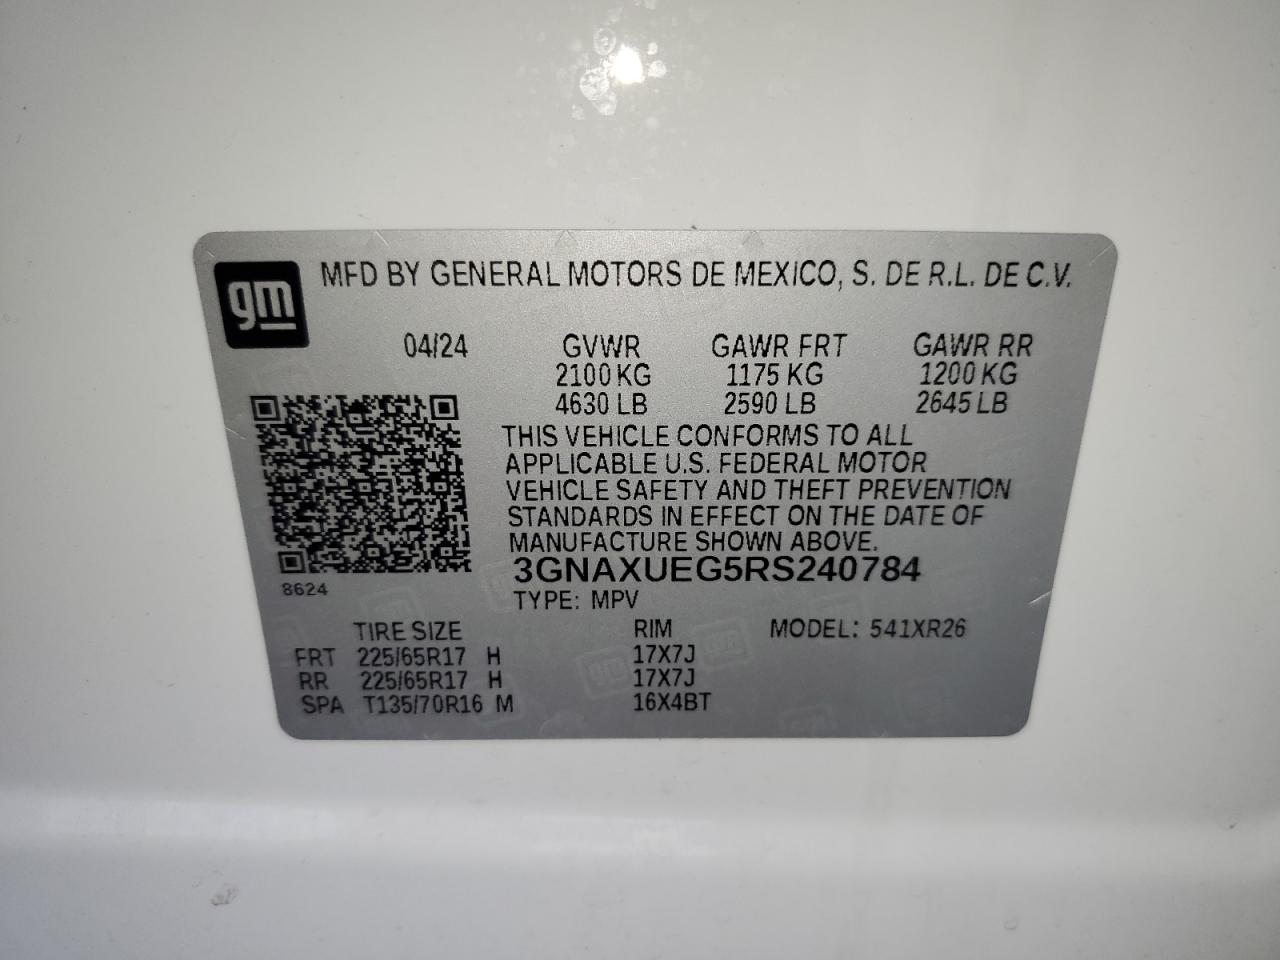 gm MFD BY GENERAL MOTORS DE MEXICO, S. DE R.L. DE C.V.
04/24 GVWR GAWR FRT GAWR RR
2100 KG 1175 KG 1200 KG
4630 LB 2590 LB 2645 LB
THIS VEHICLE CONFORMS TO ALL
APPLICABLE U.S. FEDERAL MOTOR
VEHICLE SAFETY AND THEFT PREVENTION
STANDARDS IN EFFECT ON THE DATE OF
MANUFACTURE SHOWN ABOVE.
3GNAXUEG5RS240784
8624
TYPE: MPV
TIRE SIZE RIM MODEL: 541XR26
FRT 225/65R17 H 17X7J
RR 225/65R17 H 17X7J
SPA T135/70R16 M 16X4BT